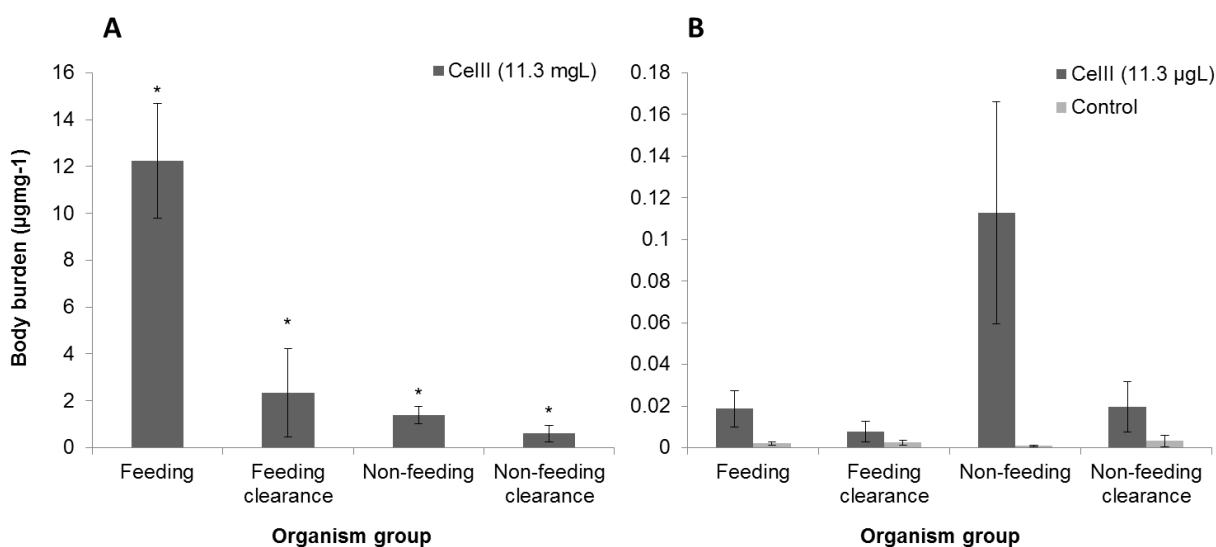 A
CeIII (11.3 mgL)
Body burden (µgmg-1)
16
14
12
10
8
6
4
2
0
*
*
*
*
Feeding
Feeding
clearance
Non-feeding
Non-feeding
clearance
Organism group
B
CeIII (11.3 µgL)
Control
0.18
0.16
0.14
0.12
0.1
0.08
0.06
0.04
0.02
0
Feeding
Feeding
clearance
Non-feeding
Non-feeding
clearance
Organism group